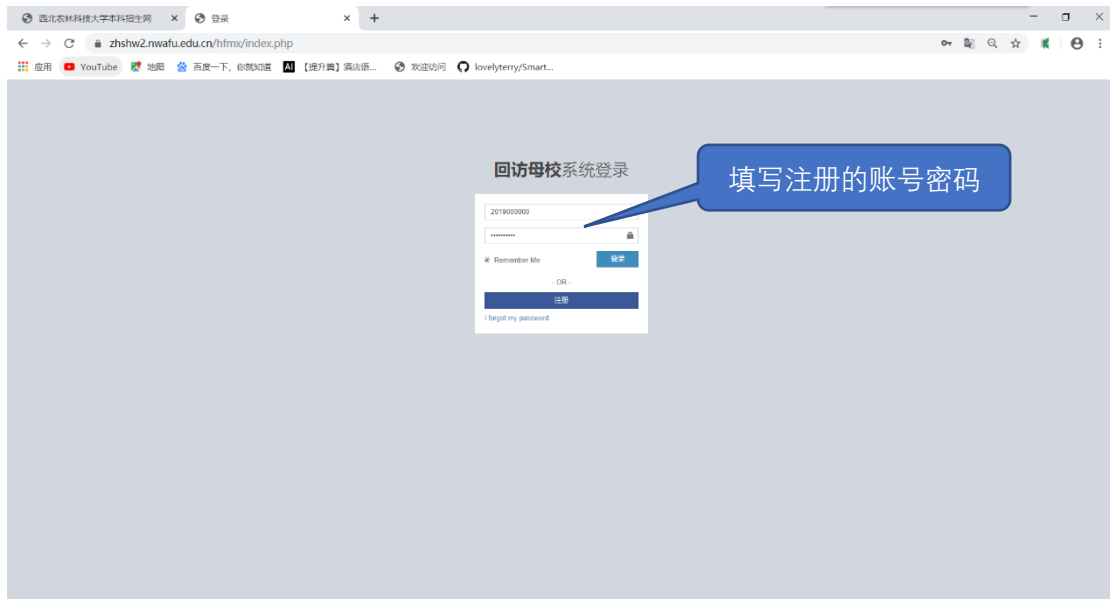 西北农林科技大学本科招生网
登录
zhshw2.nwafu.edu.cn/hfmx/index.php
应用 YouTube 地图 百度一下，你就知道 AI 【提升篇】酒店语... 欢迎访问 lovelyterry/Smart...
回访母校系统登录
填写注册的账号密码
2019000000
Remember Me
登录
- OR -
注册
I forgot my password